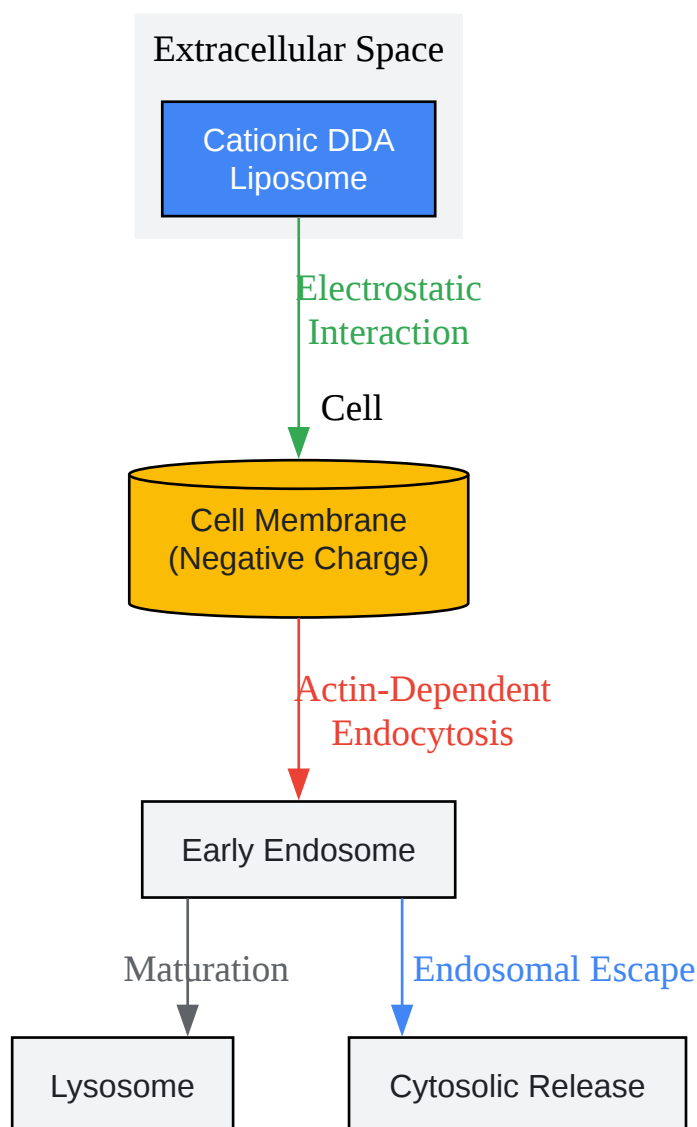 Extracellular Space
Cationic DDA
Liposome
Electrostatic
Interaction
Cell
Cell Membrane
(Negative Charge)
Actin-Dependent
Endocytosis
Early Endosome
Maturation
Endosomal Escape
Lysosome
Cytosolic Release